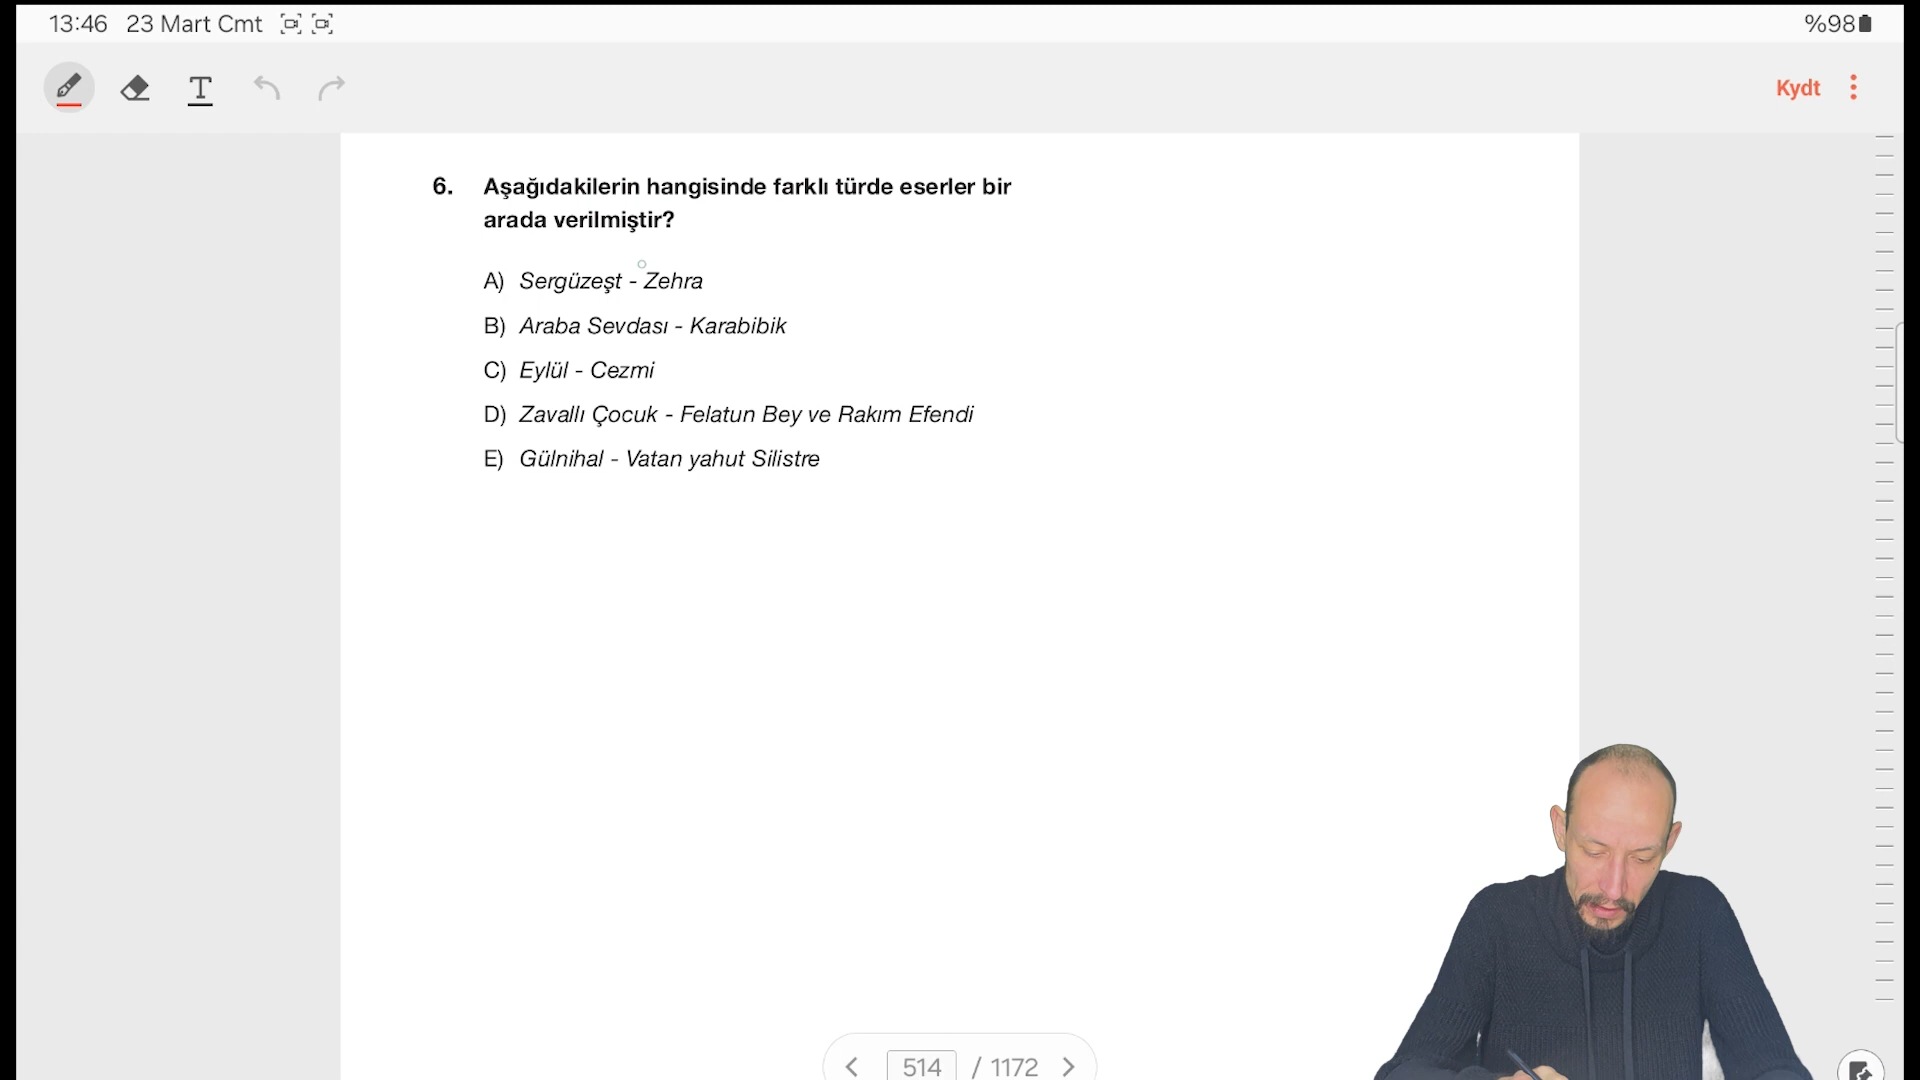 13:46 23 Mart Cmt
%98
T
Kydt
6. Aşağıdakilerin hangisinde farklı türde eserler bir
arada verilmiştir?
A) Sergüzeşt - Zehra
B) Araba Sevdası - Karabibik
C) Eylül - Cezmi
D) Zavallı Çocuk - Felatun Bey ve Rakım Efendi
E) Gülnihal - Vatan yahut Silistre
514 / 1172